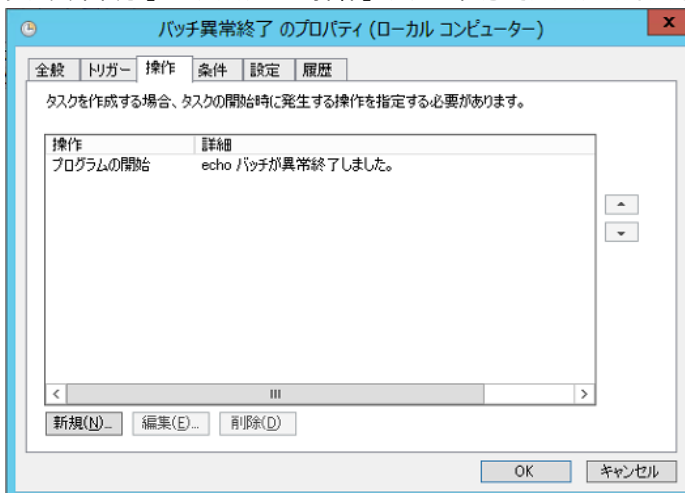 バッチ異常終了 のプロパティ (ローカル コンピューター)
x
全般 トリガー 操作 条件 設定 履歴
タスクを作成する場合、タスクの開始時に発生する操作を指定する必要があります。
操作 詳細
プログラムの開始 echo バッチが異常終了しました。
新規(N)... 編集(E)... 削除(D)
OK キャンセル